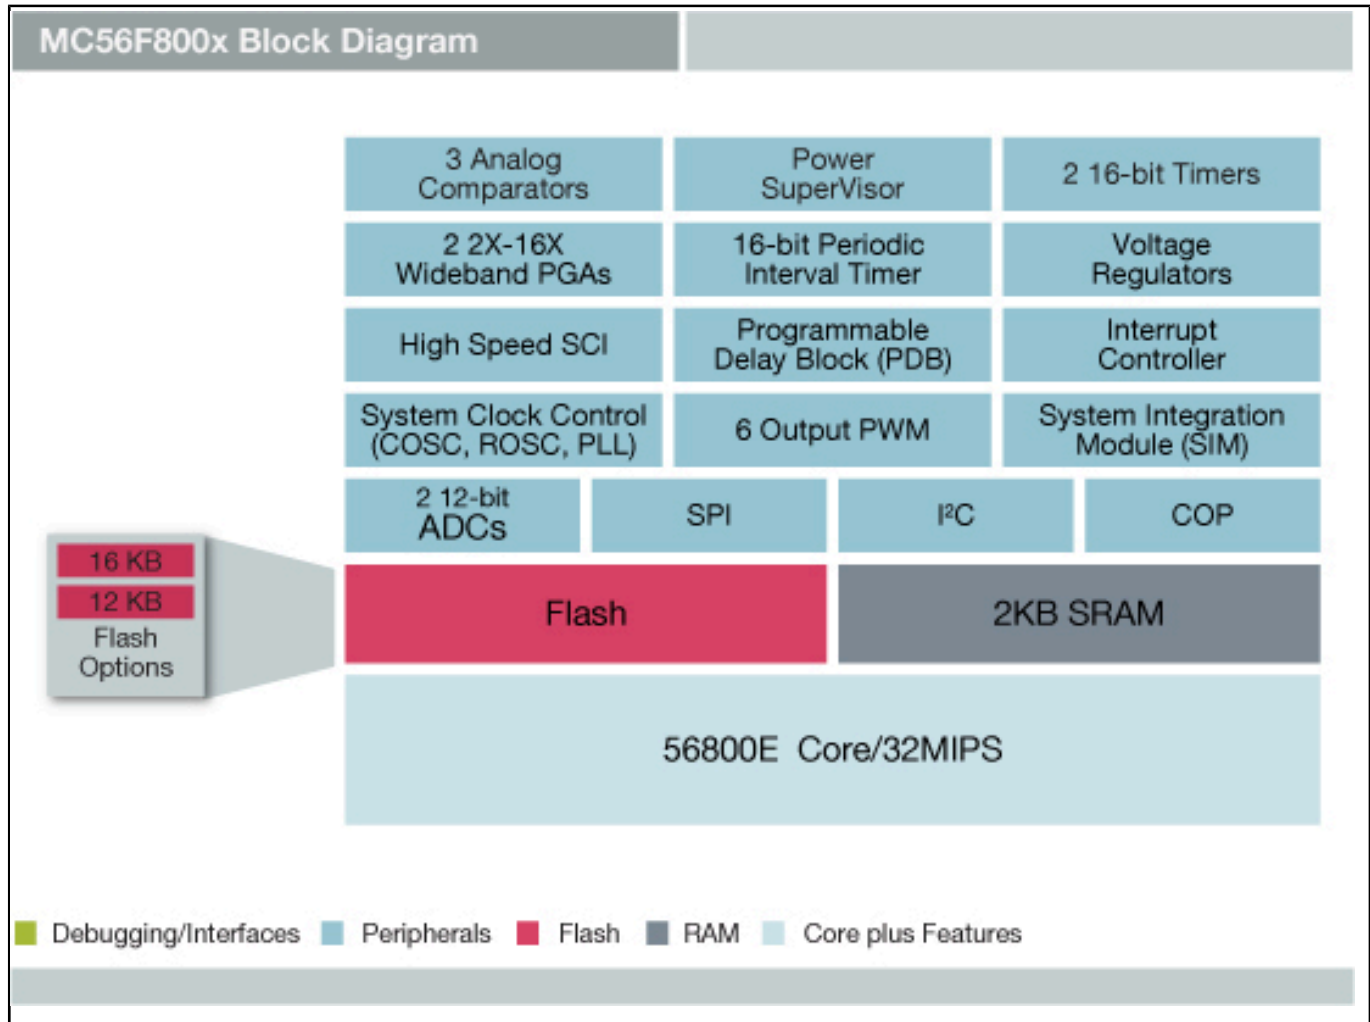 MC56F800x Block Diagram
3 Analog
Comparators
Power
SuperVisor
2 16-bit Timers
2 2X-16X
Wideband PGAs
16-bit Periodic
Interval Timer
Voltage
Regulators
High Speed SCI
Programmable
Delay Block (PDB)
Interrupt
Controller
System Clock Control
(COSC, ROSC, PLL)
6 Output PWM
System Integration
Module (SIM)
2 12-bit
ADCs
SPI
I²C
COP
16 KB
12 KB
Flash
Options
Flash
2KB SRAM
56800E Core/32MIPS
Debugging/Interfaces Peripherals Flash RAM Core plus Features